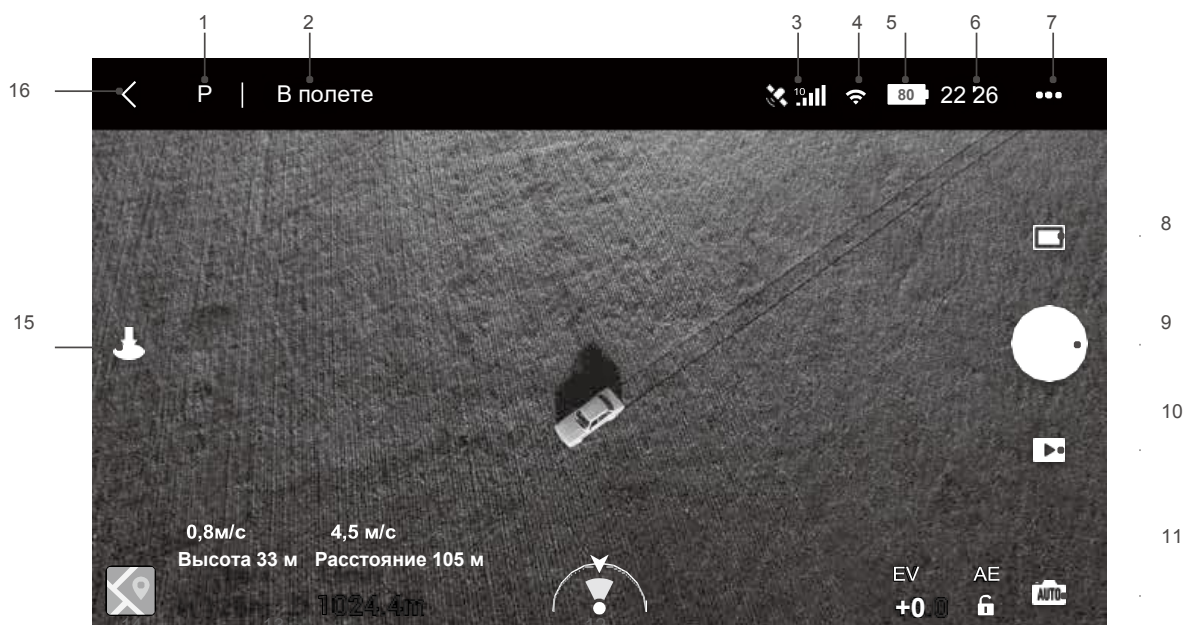 1 2 3 4 5 6 7
16 P | В полете 10 80 22'26
8
15 9
10
0,8м/с 4,5 м/с
11
Высота 33 м Расстояние 105 м
EV AE
1024.4m +0.0 AUTO